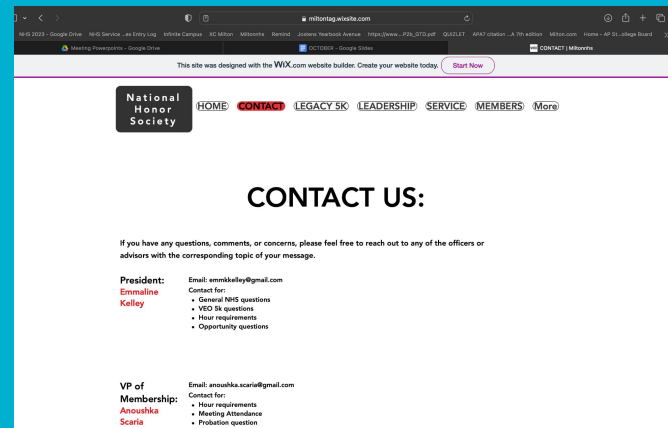 miltontag.wixsite.com
NHS 2023 - Google Drive NHS Service ...es Entry Log Infinite Campus XC Milton Miltonnhs Remind Jostens Yearbook Avenue https://www....P2b_GTD.pdf QUIZLET APA7 citation ...A 7th edition Milton.com Home - AP St...ollege Board
Meeting Powerpoints - Google Drive OCTOBER - Google Slides CONTACT | Miltonnhs
This site was designed with the WiX.com website builder. Create your website today. Start Now
National
Honor
Society
HOME CONTACT LEGACY 5K LEADERSHIP SERVICE MEMBERS More
CONTACT US:
If you have any questions, comments, or concerns, please feel free to reach out to any of the officers or
advisors with the corresponding topic of your message.
President:
Emmaline
Kelley
Email: emmkkelley@gmail.com
Contact for:
• General NHS questions
• VEO 5k questions
• Hour requirements
• Opportunity questions
VP of
Membership:
Anoushka
Scaria
Email: anoushka.scaria@gmail.com
Contact for:
• Hour requirements
• Meeting Attendance
• Probation question